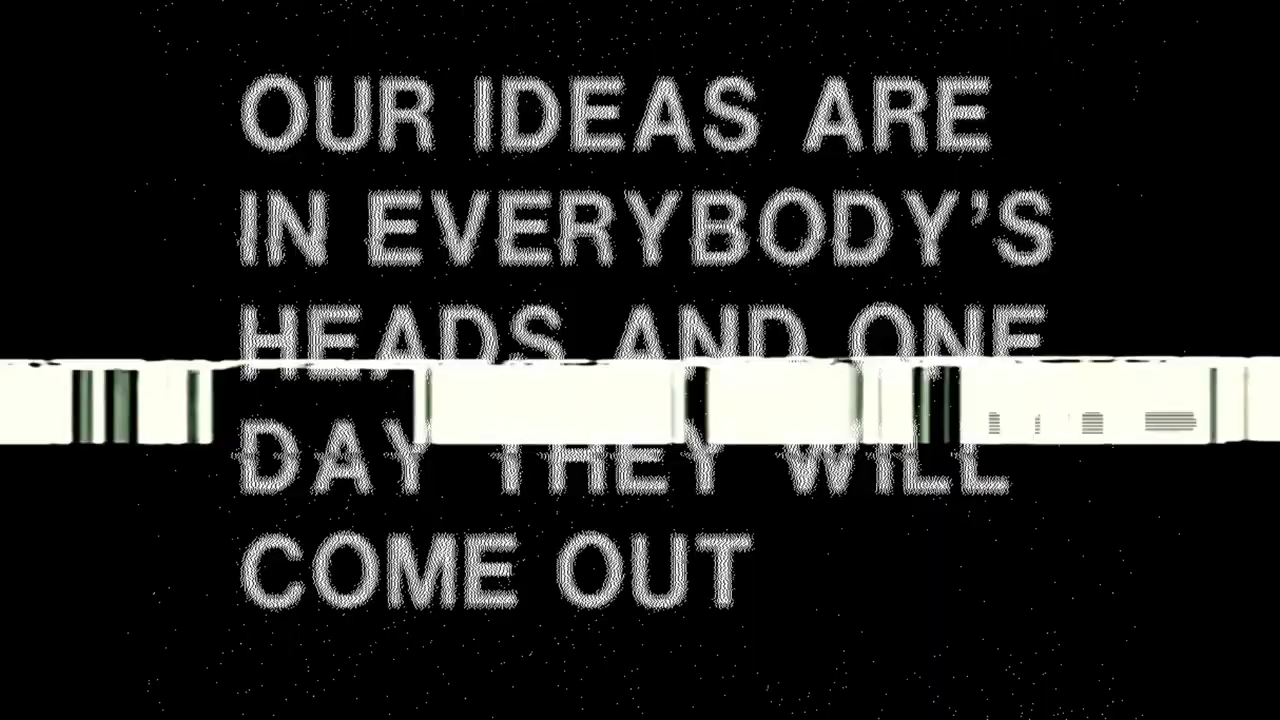 OUR IDEAS ARE
IN EVERYBODY’S
HEADS AND ONE
DAY THEY WILL
COME OUT